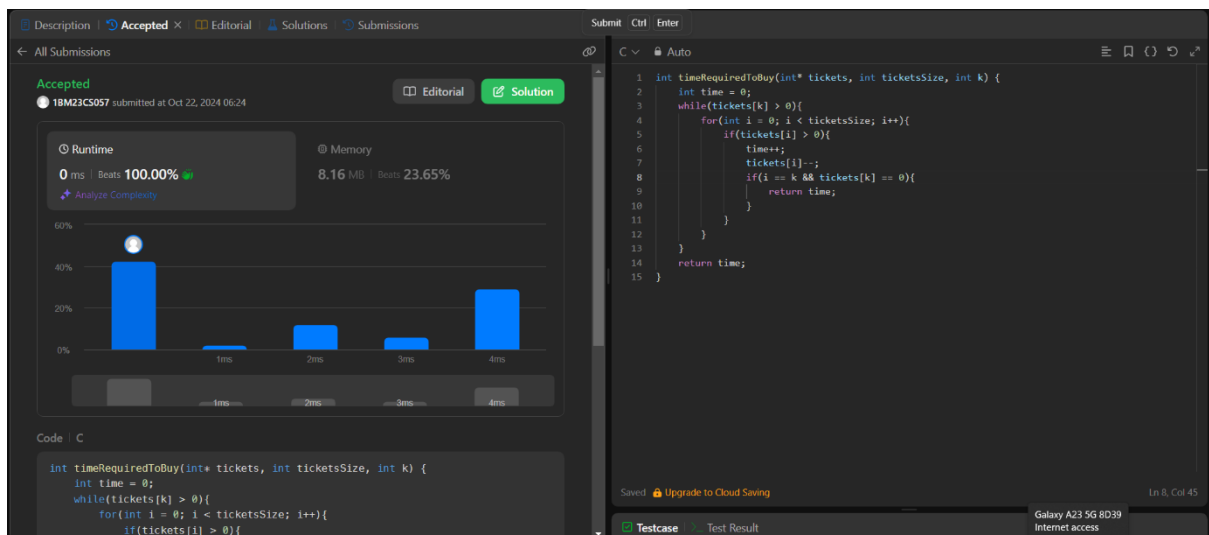 Description | Accepted × | Editorial | Solutions | Submissions
Submit Ctrl Enter
← All Submissions
Accepted
1BM23CS057 submitted at Oct 22, 2024 06:24
Editorial
Solution
Runtime
0 ms | Beats 100.00%
Analyze Complexity
Memory
8.16 MB | Beats 23.65%
60%
40%
20%
0%
1ms 2ms 3ms 4ms
1ms 2ms 3ms 4ms
Code | C
int timeRequiredToBuy(int* tickets, int ticketsSize, int k) {
    int time = 0;
    while(tickets[k] > 0){
        for(int i = 0; i < ticketsSize; i++){
            if(tickets[i] > 0){
C Auto
1 int timeRequiredToBuy(int* tickets, int ticketsSize, int k) {
2     int time = 0;
3     while(tickets[k] > 0){
4         for(int i = 0; i < ticketsSize; i++){
5             if(tickets[i] > 0){
6                 time++;
7                 tickets[i]--;
8                 if(i == k && tickets[k] == 0){
9                     return time;
10                 }
11             }
12         }
13     }
14     return time;
15 }
Saved Upgrade to Cloud Saving
Ln 8, Col 45
Testcase | >_ Test Result
Galaxy A23 5G 8D39
Internet access